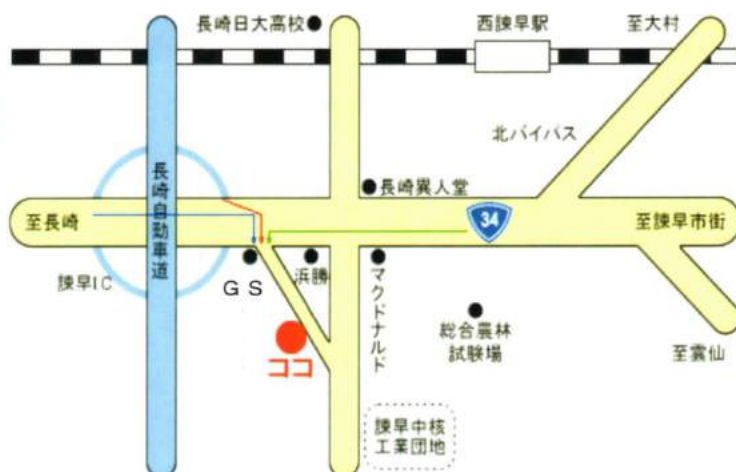 長崎日大高校
西諫早駅
至大村
北バイパス
長崎自動車道
長崎異人堂
至長崎
34
至諫早市街
諫早IC
GS
浜勝
マクドナルド
総合農林
試験場
至雲仙
ココ
諫早中核
工業団地